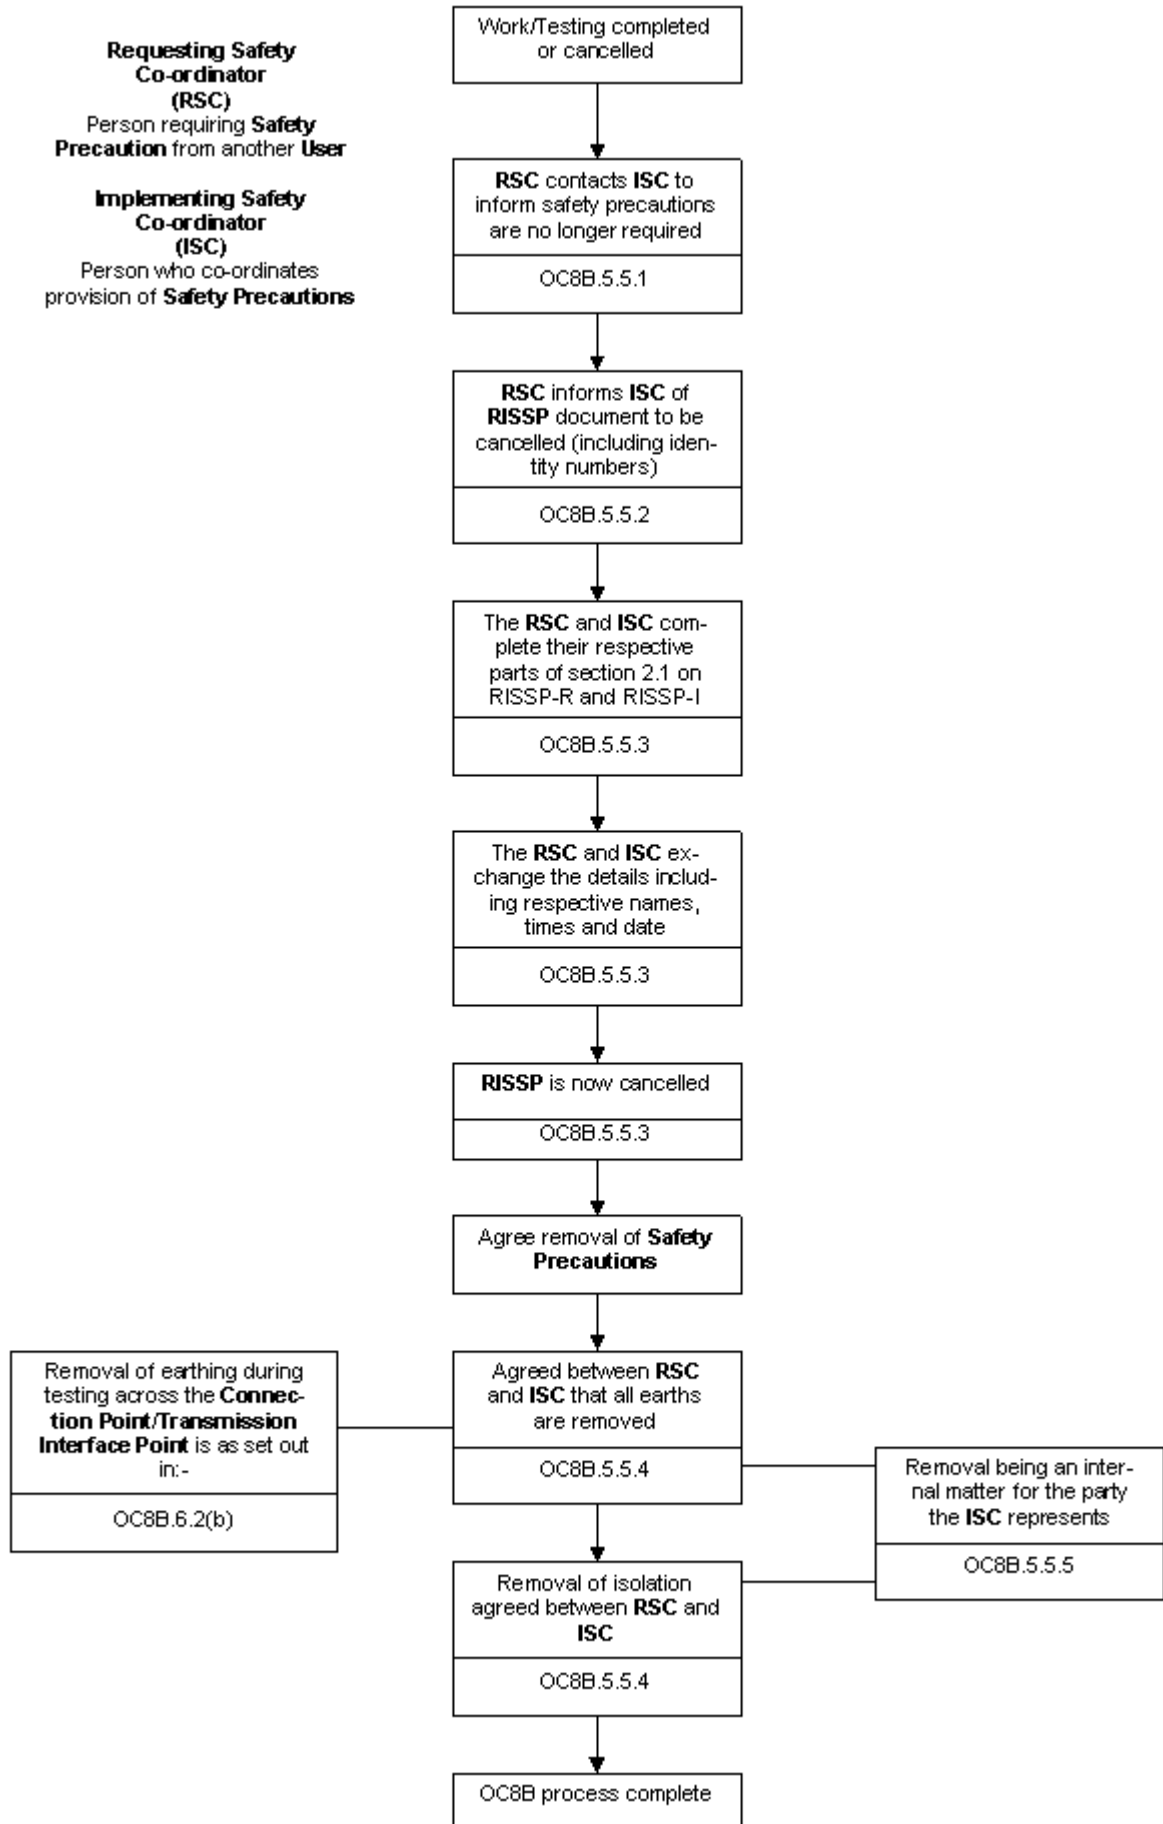 Requesting Safety
Co-ordinator
(RSC)
Person requiring Safety
Precaution from another User
Implementing Safety
Co-ordinator
(ISC)
Person who co-ordinates
provision of Safety Precautions
Work/Testing completed
or cancelled
RSC contacts ISC to
inform safety precautions
are no longer required
OC8B.5.5.1
RSC informs ISC of
RISSP document to be
cancelled (including iden-
tity numbers)
OC8B.5.5.2
The RSC and ISC com-
plete their respective
parts of section 2.1 on
RISSP-R and RISSP-I
OC8B.5.5.3
The RSC and ISC ex-
change the details includ-
ing respective names,
times and date
OC8B.5.5.3
RISSP is now cancelled
OC8B.5.5.3
Agree removal of Safety
Precautions
Removal of earthing during
testing across the Connec-
tion Point/Transmission
Interface Point is as set out
in:-
OC8B.6.2(b)
Agreed between RSC
and ISC that all earths
are removed
OC8B.5.5.4
Removal being an inter-
nal matter for the party
the ISC represents
OC8B.5.5.5
Removal of isolation
agreed between RSC and
ISC
OC8B.5.5.4
OC8B process complete